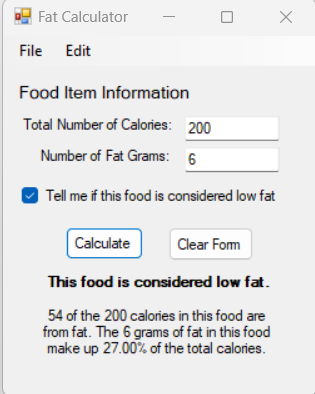 Fat Calculator
File Edit
Food Item Information
Total Number of Calories: 200
Number of Fat Grams: 6
Tell me if this food is considered low fat
Calculate Clear Form
This food is considered low fat.
54 of the 200 calories in this food are
from fat. The 6 grams of fat in this food
make up 27.00% of the total calories.